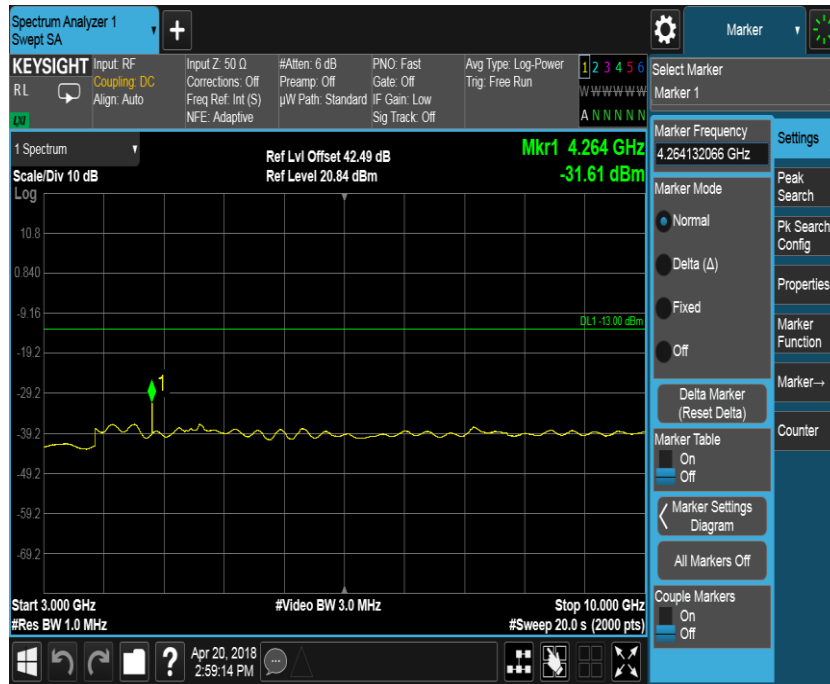 Spectrum Analyzer 1
Swept SA
+
Marker
KEYSIGHT
RL
LXI
Input: RF
Coupling: DC
Align: Auto
Input Z: 50 Ω
Corrections: Off
Freq Ref: Int (S)
NFE: Adaptive
#Atten: 6 dB
Preamp: Off
µW Path: Standard
PNO: Fast
Gate: Off
IF Gain: Low
Sig Track: Off
Avg Type: Log-Power
Trig: Free Run
1 2 3 4 5 6
W W W W W W
A N N N N N
Select Marker
Marker 1
1 Spectrum
Scale/Div 10 dB
Log
Ref Lvl Offset 42.49 dB
Ref Level 20.84 dBm
Mkr1 4.264 GHz
-31.61 dBm
10.8
0.840
-9.16
-19.2
-29.2
-39.2
-49.2
-59.2
-69.2
DL1 -13.00 dBm
1
Start 3.000 GHz
#Res BW 1.0 MHz
#Video BW 3.0 MHz
Stop 10.000 GHz
#Sweep 20.0 s (2000 pts)
Marker Frequency
4.264132066 GHz
Marker Mode
Normal
Delta (Δ)
Fixed
Off
Delta Marker
(Reset Delta)
Marker Table
On
Off
Marker Settings
Diagram
All Markers Off
Couple Markers
On
Off
Settings
Peak
Search
Pk Search
Config
Properties
Marker
Function
Marker→
Counter
?
Apr 20, 2018
2:59:14 PM